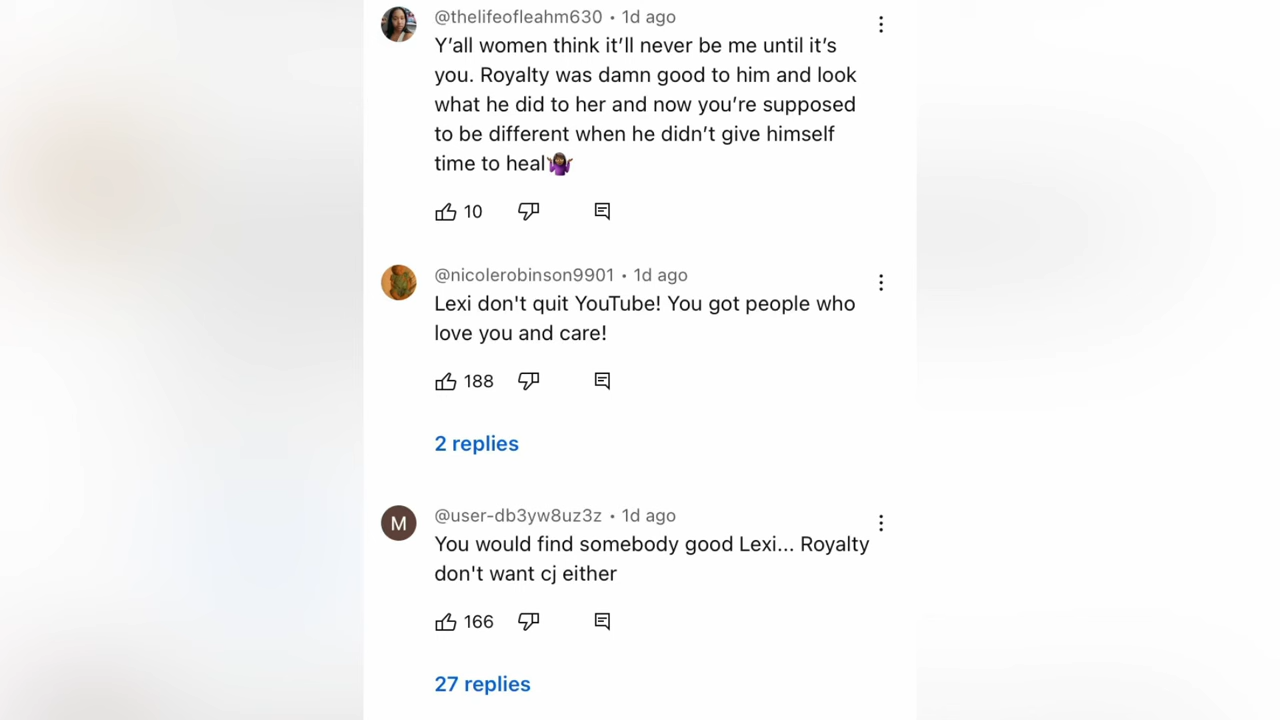 @thelifeofleahm630 • 1d ago
Y’all women think it’ll never be me until it’s
you. Royalty was damn good to him and look
what he did to her and now you’re supposed
to be different when he didn’t give himself
time to heal🤷🏾‍♀️
10
@nicolerobinson9901 • 1d ago
Lexi don't quit YouTube! You got people who
love you and care!
188
2 replies
M
@user-db3yw8uz3z • 1d ago
You would find somebody good Lexi... Royalty
don't want cj either
166
27 replies